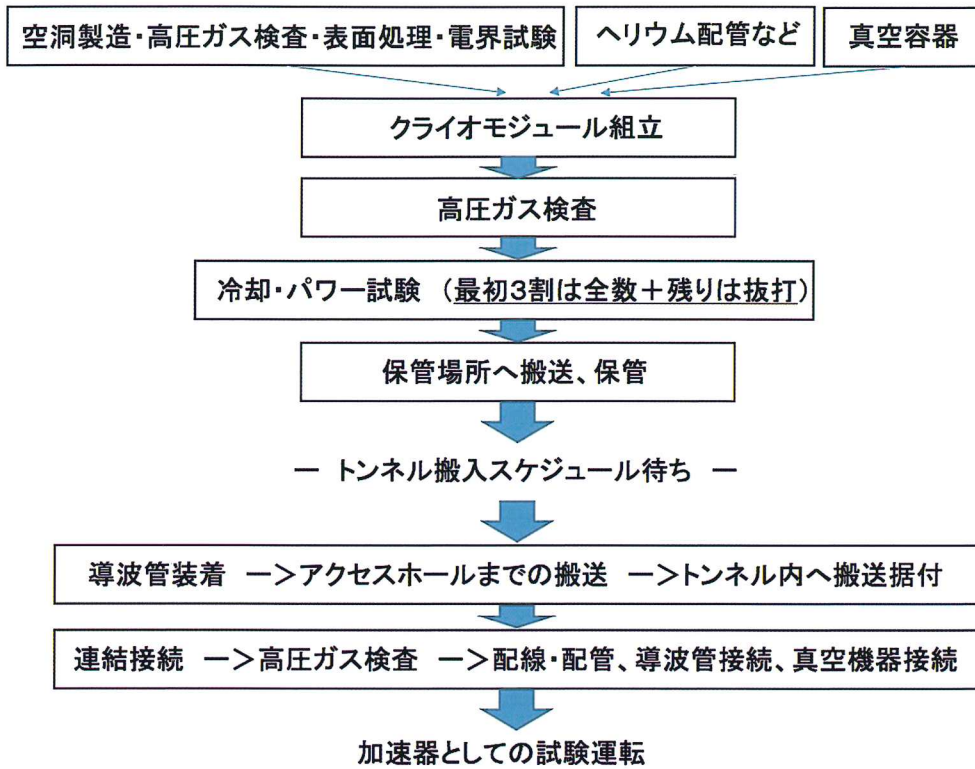 空洞製造・高圧ガス検査・表面処理・電界試験
ヘリウム配管など
真空容器
クライオモジュール組立
高圧ガス検査
冷却・パワー試験 （最初３割は全数＋残りは抜打）
保管場所へ搬送、保管
― トンネル搬入スケジュール待ち ―
導波管装着 ―＞アクセスホールまでの搬送 ―＞トンネル内へ搬送据付
連結接続 ―＞高圧ガス検査 ―＞配線・配管、導波管接続、真空機器接続
加速器としての試験運転